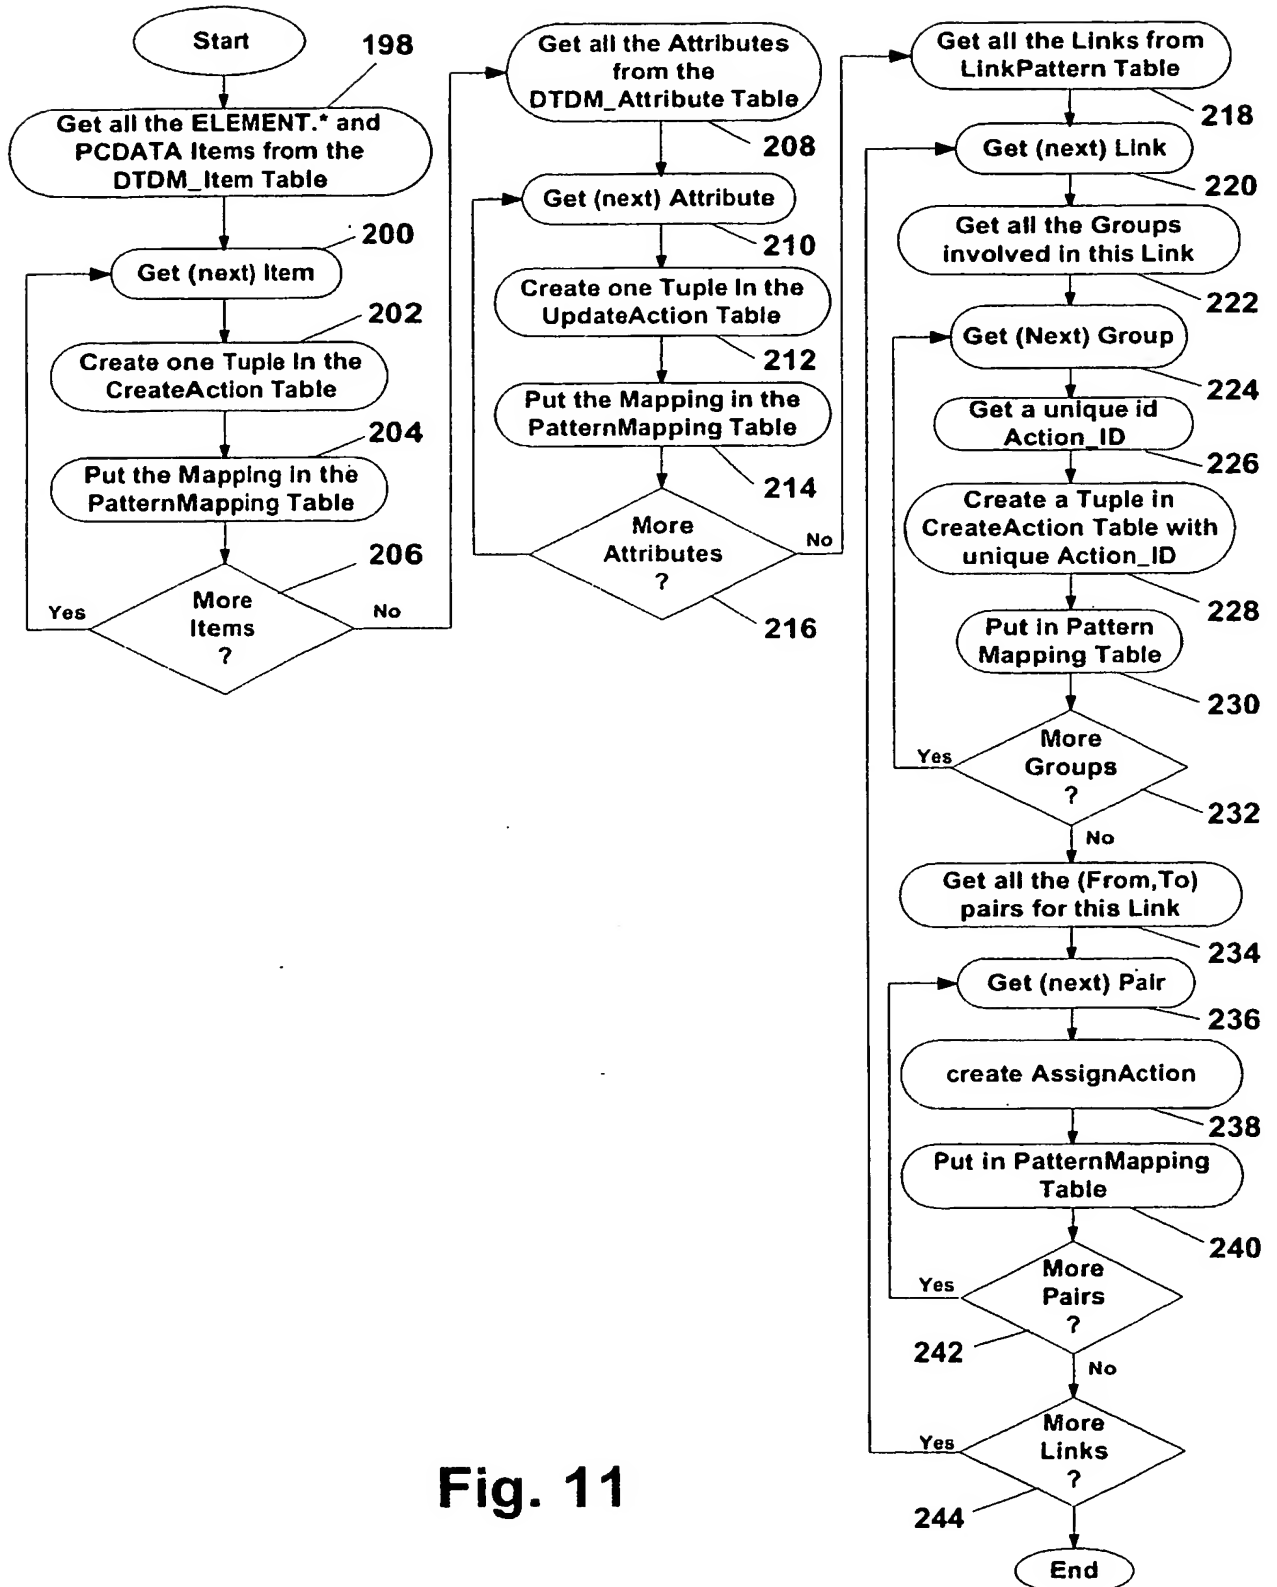 Start
198
Get all the ELEMENT.* and
PCDATA Items from the
DTDM_Item Table
200
Get (next) Item
202
Create one Tuple In the
CreateAction Table
204
Put the Mapping in the
PatternMapping Table
206
More
Items
?
Yes
No
Get all the Attributes
from the
DTDM_Attribute Table
208
Get (next) Attribute
210
Create one Tuple In the
UpdateAction Table
212
Put the Mapping in the
PatternMapping Table
214
More
Attributes
?
No
216
Get all the Links from
LinkPattern Table
218
Get (next) Link
220
Get all the Groups
involved in this Link
222
Get (Next) Group
224
Get a unique id
Action_ID
226
Create a Tuple in
CreateAction Table with
unique Action_ID
228
Put in Pattern
Mapping Table
230
More
Groups
?
Yes
232
No
Get all the (From,To)
pairs for this Link
234
Get (next) Pair
236
create AssignAction
238
Put in PatternMapping
Table
240
More
Pairs
?
Yes
242
No
More
Links
?
Yes
244
End
Fig. 11